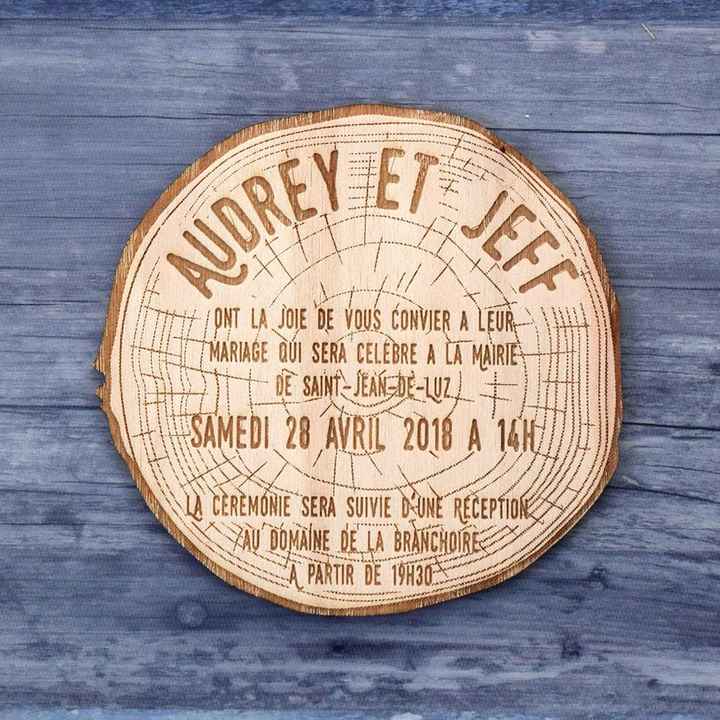 AUDREY ET JEFF
ONT LA JOIE DE VOUS CONVIER A LEUR
MARIAGE QUI SERA CELEBRE A LA MAIRIE
DE SAINT-JEAN-DE-LUZ
SAMEDI 28 AVRIL 2018 A 14H
LA CEREMONIE SERA SUIVIE D'UNE RECEPTION
AU DOMAINE DE LA BRANCHOIRE
A PARTIR DE 19H30